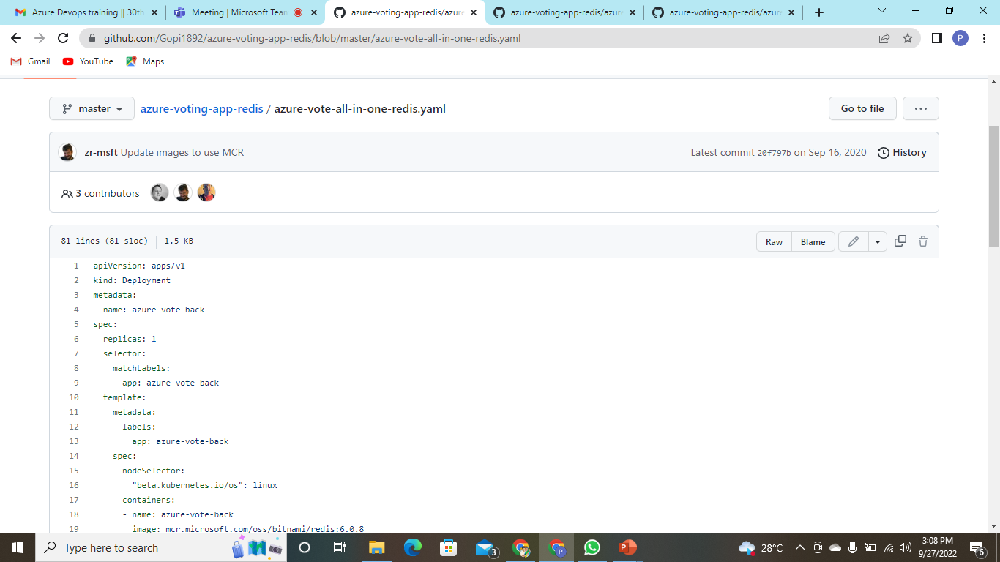 Azure Devops training || 30th
Meeting | Microsoft Team
azure-voting-app-redis/azure
azure-voting-app-redis/azure
azure-voting-app-redis/azure
github.com/Gopi1892/azure-voting-app-redis/blob/master/azure-vote-all-in-one-redis.yaml
P
Gmail
YouTube
Maps
master
azure-voting-app-redis / azure-vote-all-in-one-redis.yaml
Go to file
...
zr-msft Update images to use MCR
Latest commit 20f797b on Sep 16, 2020
History
3 contributors
81 lines (81 sloc)
1.5 KB
Raw
Blame
1 apiVersion: apps/v1
2 kind: Deployment
3 metadata:
4 name: azure-vote-back
5 spec:
6 replicas: 1
7 selector:
8 matchLabels:
9 app: azure-vote-back
10 template:
11 metadata:
12 labels:
13 app: azure-vote-back
14 spec:
15 nodeSelector:
16 "beta.kubernetes.io/os": linux
17 containers:
18 - name: azure-vote-back
19 image: mcr.microsoft.com/oss/bitnami/redis:6.0.8
Type here to search
3
P
P
28°C
3:08 PM
9/27/2022
6